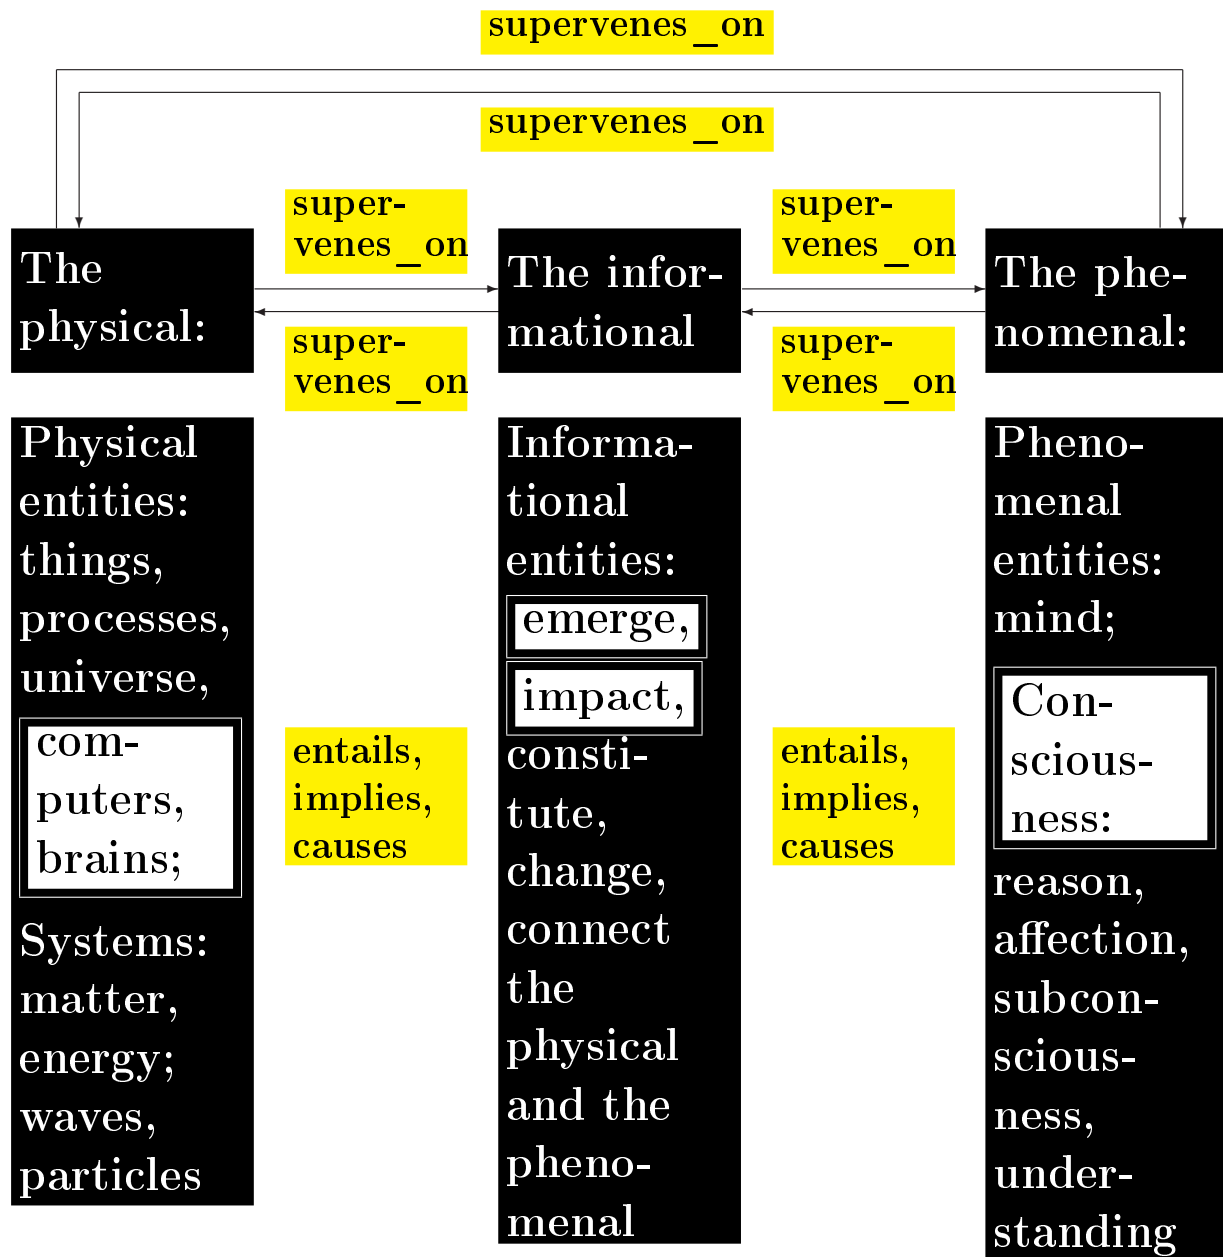 supervenes_on
supervenes_on
super-
venes_on
super-
venes_on
The
physical:
The infor-
mational
The phe-
nomenal:
super-
venes_on
super-
venes_on
Physical
entities:
things,
processes,
universe,
com-
puters,
brains;
Systems:
matter,
energy;
waves,
particles
entails,
implies,
causes
Informa-
tional
entities:
emerge,
impact,
consti-
tute,
change,
connect
the
physical
and the
pheno-
menal
entails,
implies,
causes
Pheno-
menal
entities:
mind;
Con-
scious-
ness:
reason,
affection,
subcon-
scious-
ness,
under-
standing